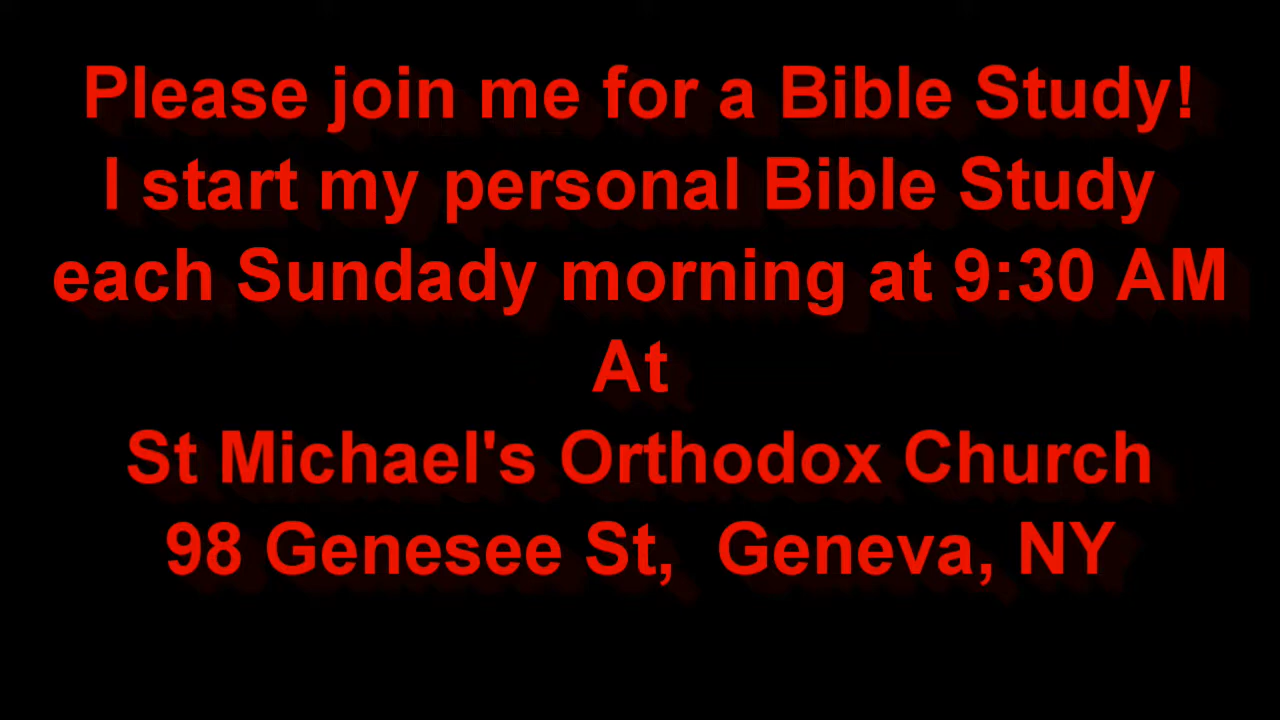 Please join me for a Bible Study!
I start my personal Bible Study
each Sundady morning at 9:30 AM
At
St Michael's Orthodox Church
98 Genesee St,  Geneva, NY